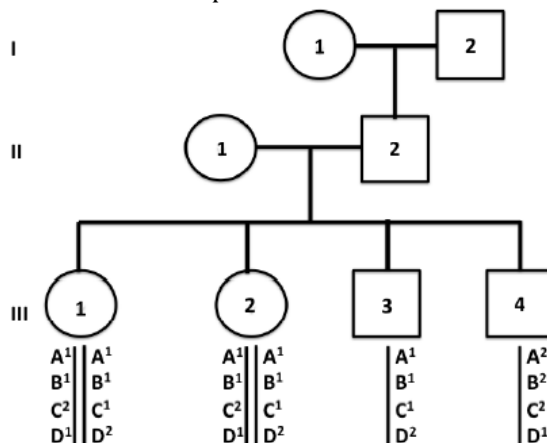 I
1
2
II
1
2
III
1
2
3
4
A¹ A¹ A¹ A¹ A¹ A²
B¹ B¹ B¹ B¹ B¹ B²
C² C¹ C² C¹ C¹ C²
D¹ D² D¹ D² D² D¹